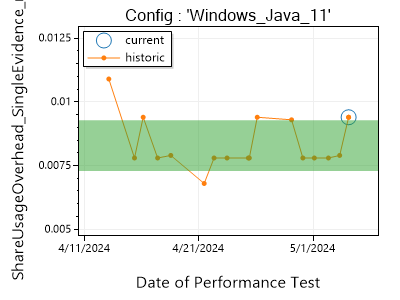 Config : 'Windows_Java_11'
current
historic
0.0125
0.01
0.0075
0.005
4/11/2024
4/21/2024
5/1/2024
Date of Performance Test
ShareUsageOverhead_SingleEvidence_